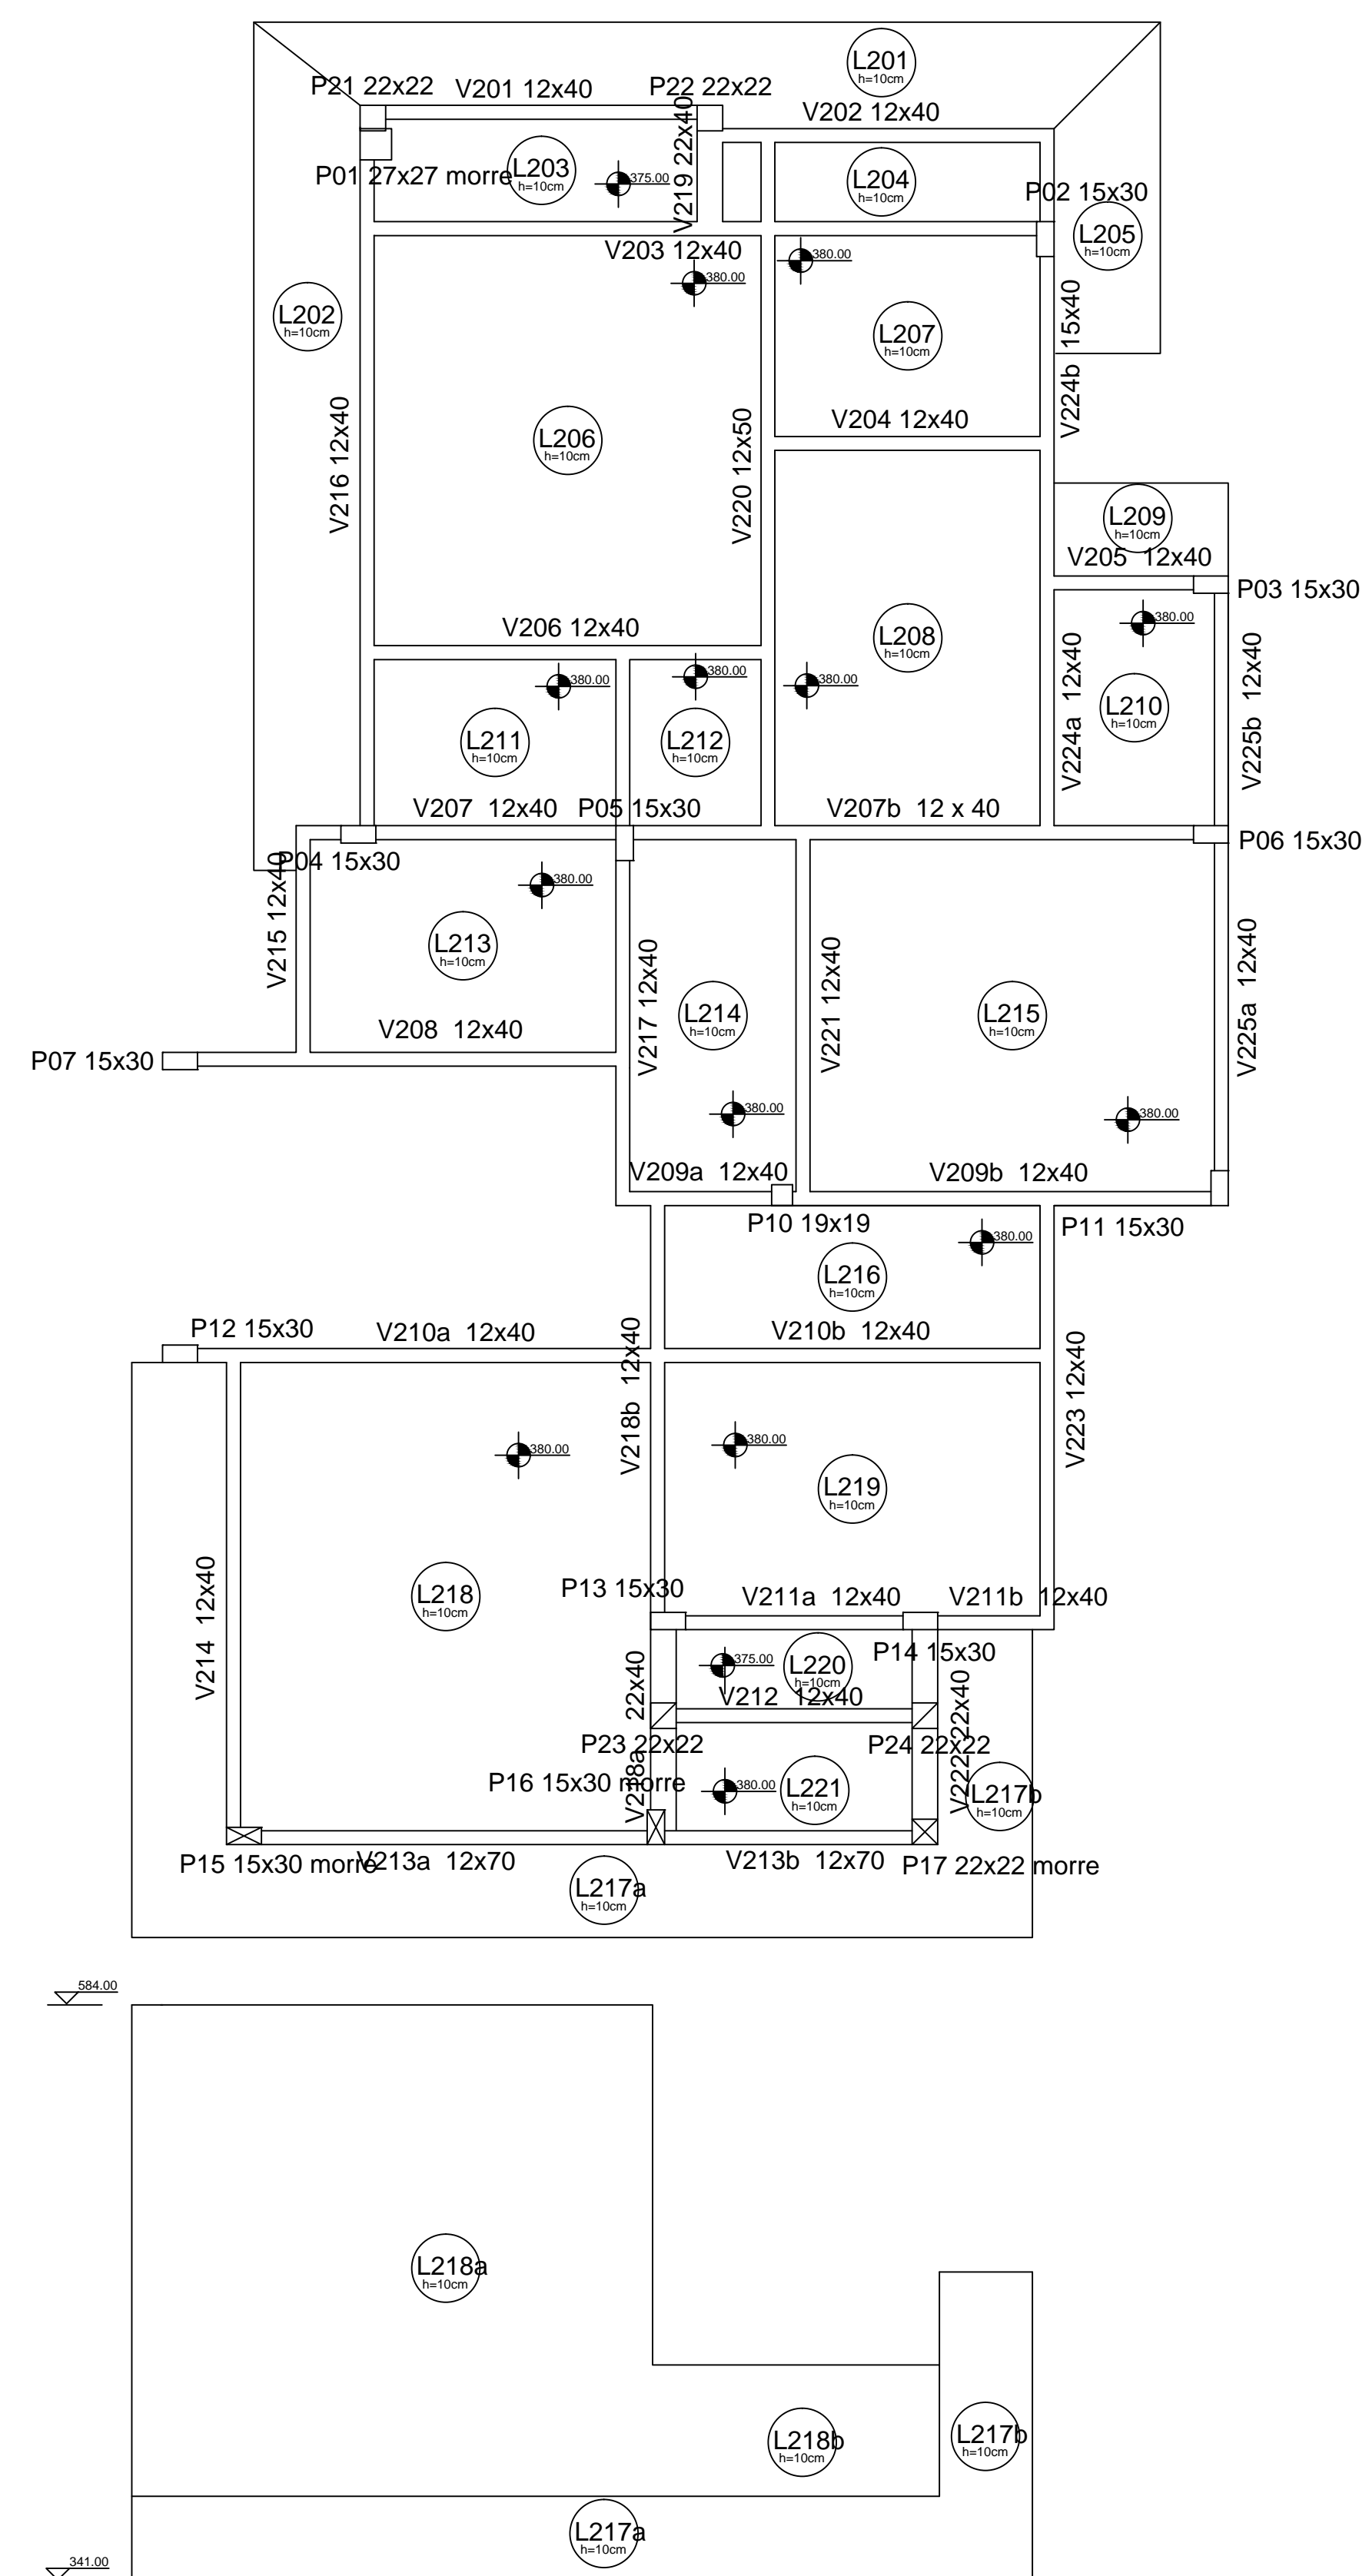 L201
h=10cm
P21 22x22
V201 12x40
P22 22x22
V202 12x40
V219 22x40
P01 27x27 morre
L203
h=10cm
375.00
L204
h=10cm
P02 15x30
L205
h=10cm
V203 12x40
380.00
380.00
L202
h=10cm
L207
h=10cm
V224b 15x40
V216 12x40
L206
h=10cm
V220 12x50
V204 12x40
L209
h=10cm
V205 12x40
P03 15x30
380.00
V206 12x40
L208
h=10cm
380.00
380.00
380.00
V224a 12x40
L210
h=10cm
V225b 12x40
L211
h=10cm
L212
h=10cm
V207 12x40
P05 15x30
V207b 12 x 40
P06 15x30
P04 15x30
V215 12x40
380.00
L213
h=10cm
V217 12x40
L214
h=10cm
V221 12x40
L215
h=10cm
V225a 12x40
V208 12x40
P07 15x30
380.00
380.00
V209a 12x40
V209b 12x40
P10 19x19
P11 15x30
380.00
L216
h=10cm
P12 15x30
V210a 12x40
V210b 12x40
V218b 12x40
V223 12x40
380.00
380.00
L219
h=10cm
V214 12x40
L218
h=10cm
P13 15x30
V211a 12x40
V211b 12x40
P14 15x30
375.00
L220
h=10cm
V212 12x40
V218a 22x40
V222 22x40
P23 22x22
P24 22x22
P16 15x30 morre
380.00
L221
h=10cm
L217b
h=10cm
P15 15x30 morre
V213a 12x70
V213b 12x70
P17 22x22 morre
L217a
h=10cm
584.00
L218a
h=10cm
L218b
h=10cm
L217b
h=10cm
L217a
h=10cm
341.00